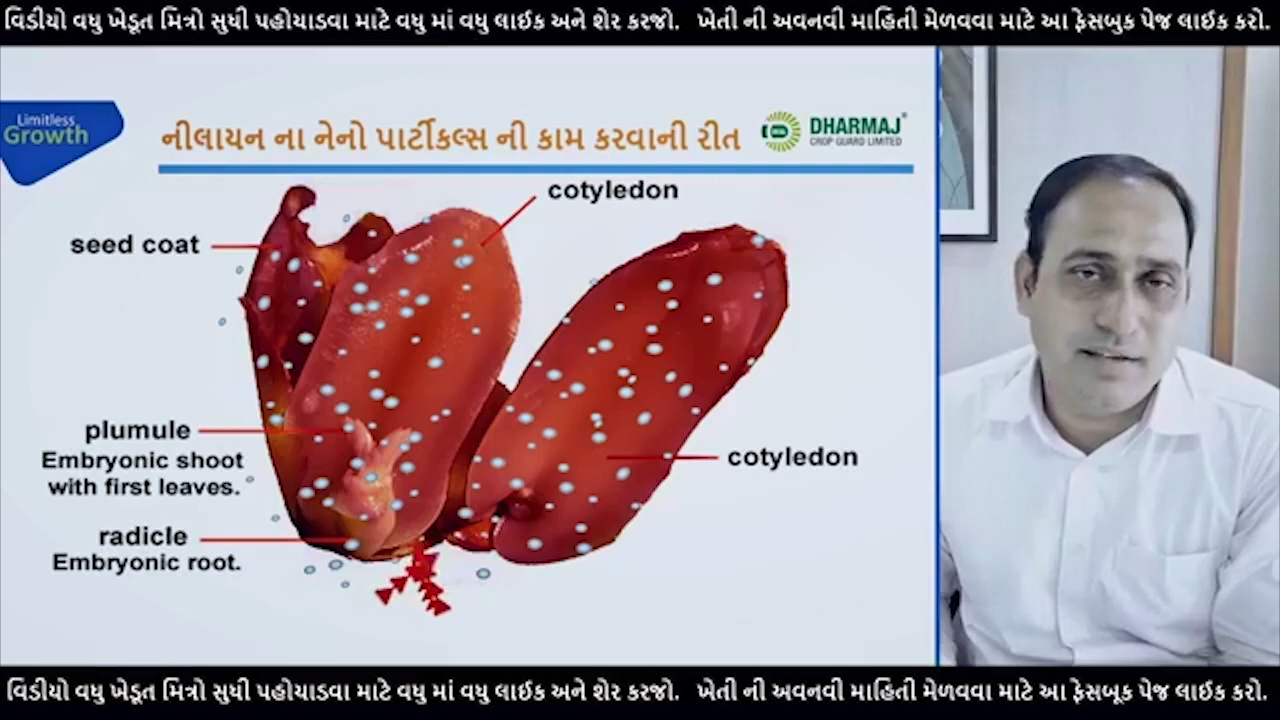 વિડીયો વધુ ખેડૂત મિત્રો સુધી પહોચાડવા માટે વધુ માં વધુ લાઈક અને શેર કરજો. ખેતી ની અવનવી માહિતી મેળવવા માટે આ ફેસબુક પેજ લાઈક કરો.
Limitless
Growth
નીલાયન ના નેનો પાર્ટીકલ્સ ની કામ કરવાની રીત
DHARMAJ
CROP GUARD LIMITED
cotyledon
seed coat
plumule
Embryonic shoot
with first leaves.
cotyledon
radicle
Embryonic root.
વિડીયો વધુ ખેડૂત મિત્રો સુધી પહોચાડવા માટે વધુ માં વધુ લાઈક અને શેર કરજો. ખેતી ની અવનવી માહિતી મેળવવા માટે આ ફેસબૂક પેજ લાઈક કરો.